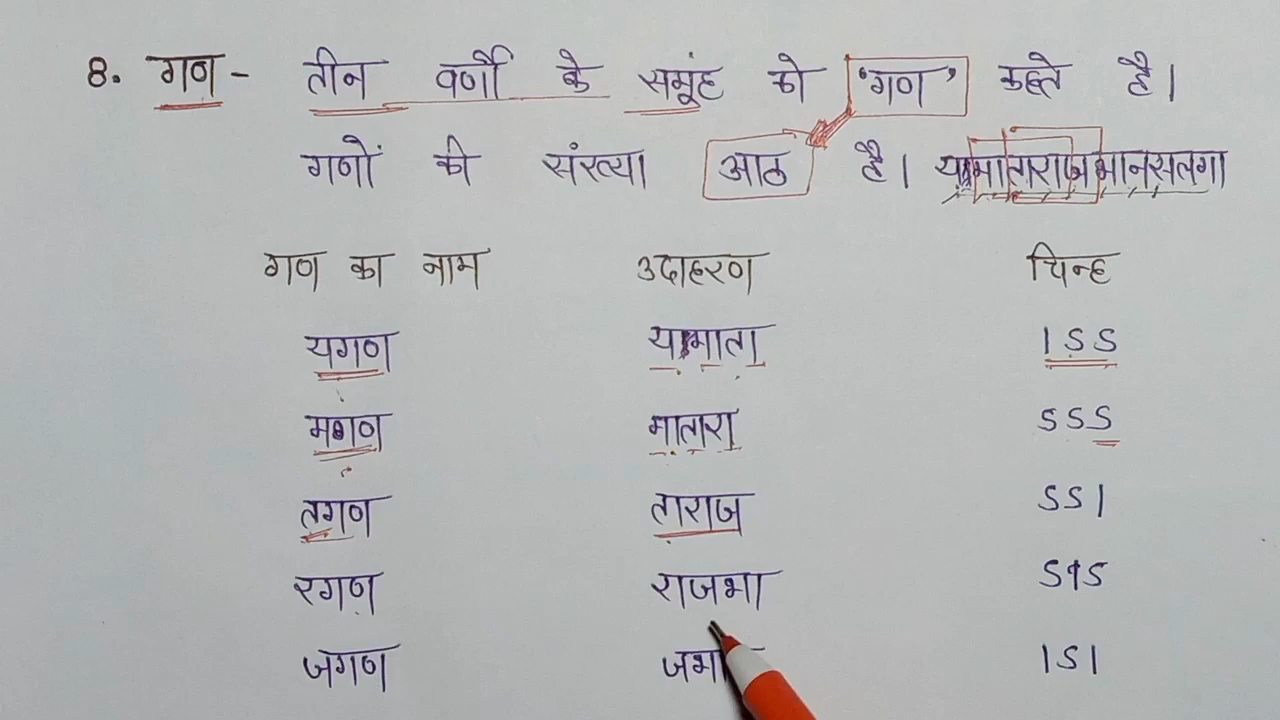 8. गण - तीन वर्णों के समूंह को 'गण' कहते है।
गणों की संख्या आठ है। यमाताराजभानसलगा
गण का नाम उदाहरण चिन्ह
यगण यमाता ISS
मगण मातारा SSS
तगण ताराज SSI
रगण राजभा SIS
जगण ISI